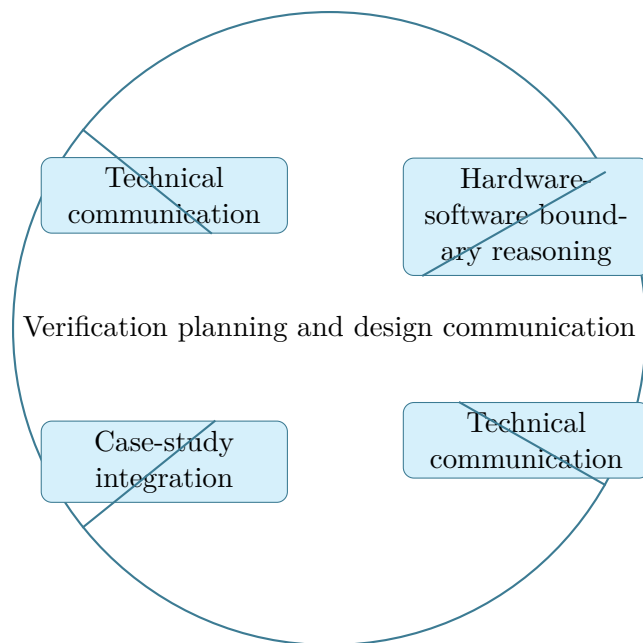 Technical
communication
Hardware-
software bound-
ary reasoning
Verification planning and design communication
Case-study
integration
Technical
communication